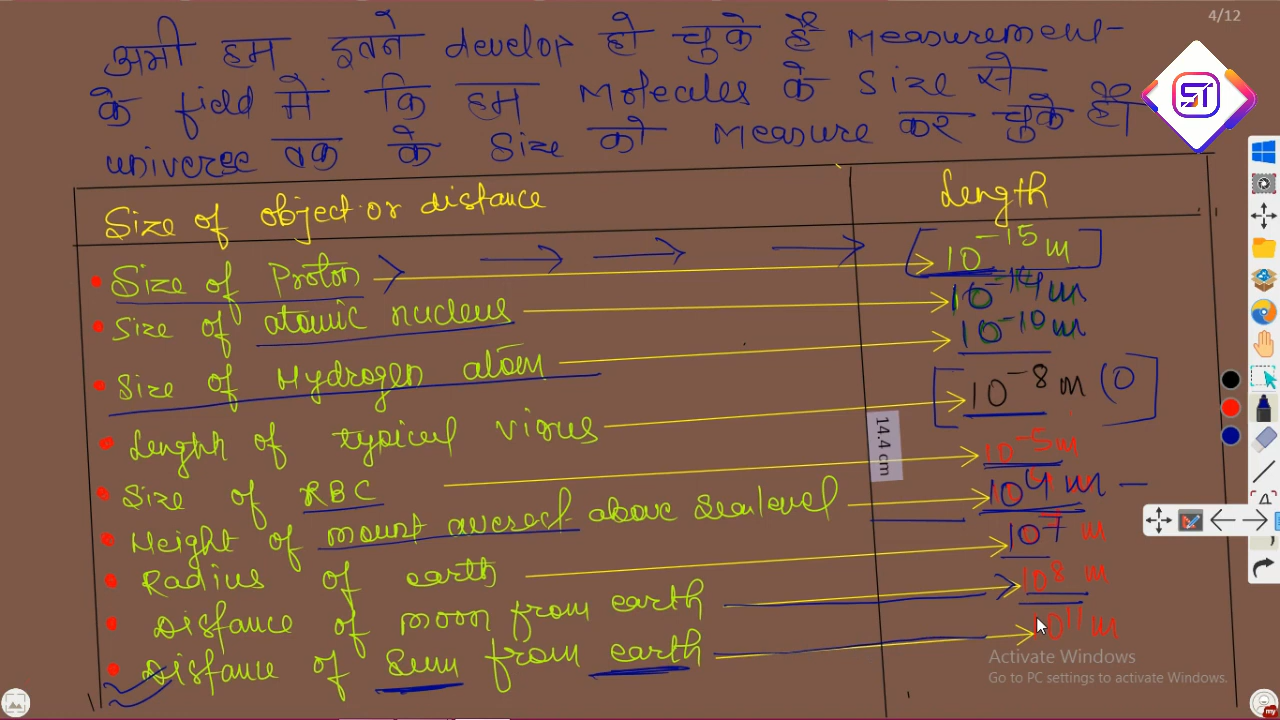 4/12
अभी हम इतने develop हो चुके हैं Measurement-
के field में कि हम Molecules के Size से
universe तक के Size को Measure कर चुके हैं।
Size of object or distance Length
Size of Proton 10⁻¹⁵ m
Size of atomic nucleus 10⁻¹⁴ m
Size of Hydrogen atom 10⁻¹⁰ m
Length of typical virus 10⁻⁸ m (0
Size of RBC 10⁻⁵ m
Height of mount averest above Sea level 10⁴ m
Radius of earth 10⁷ m
Distance of moon from earth 10⁸ m
Distance of Sun from earth 10¹¹ m
14.4 cm
Activate Windows
Go to PC settings to activate Windows.